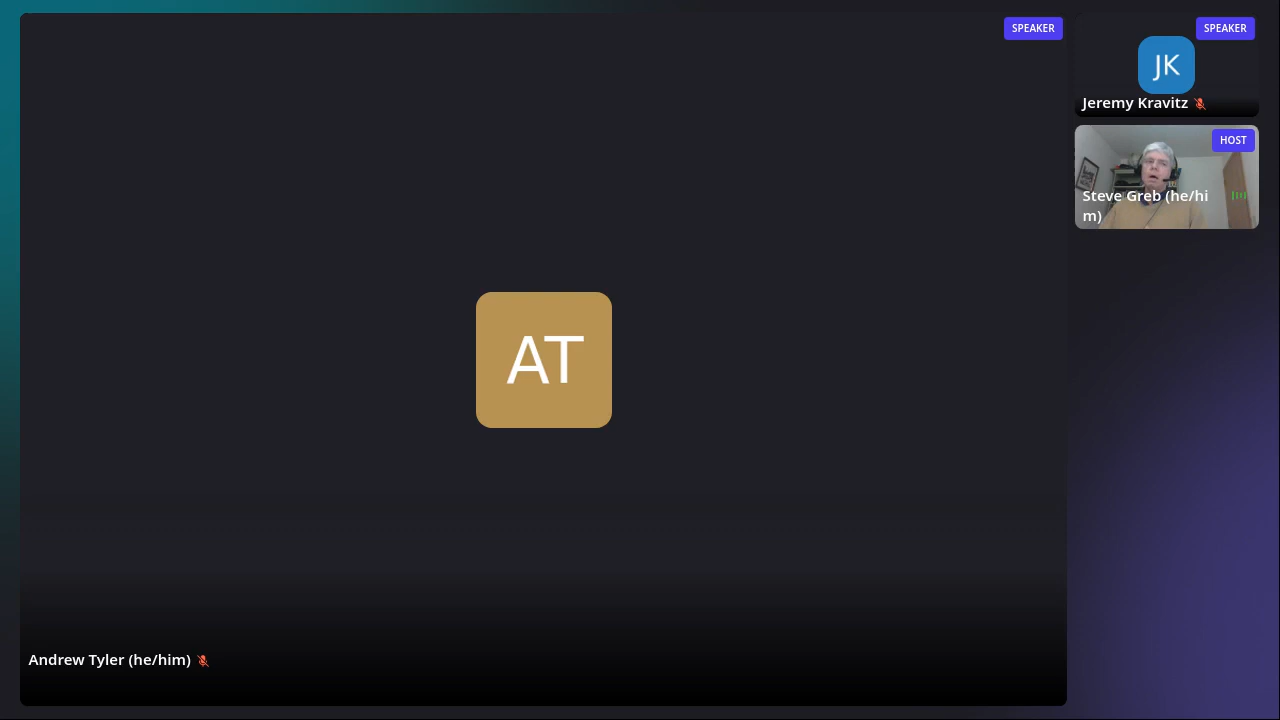 SPEAKER
AT
Andrew Tyler (he/him)
SPEAKER
JK
Jeremy Kravitz
HOST
Steve Greb (he/hi
m)